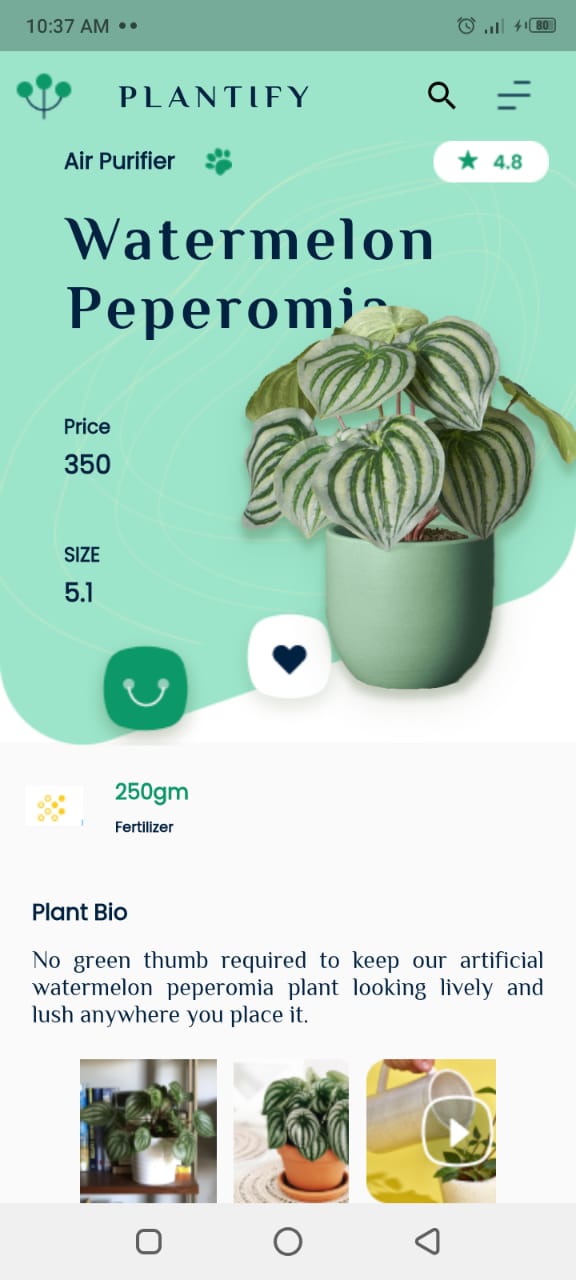 10:37 AM
80
PLANTIFY
Air Purifier
4.8
Watermelon
Peperomia
Price
350
SIZE
5.1
250gm
Fertilizer
Plant Bio
No green thumb required to keep our artificial
watermelon peperomia plant looking lively and
lush anywhere you place it.